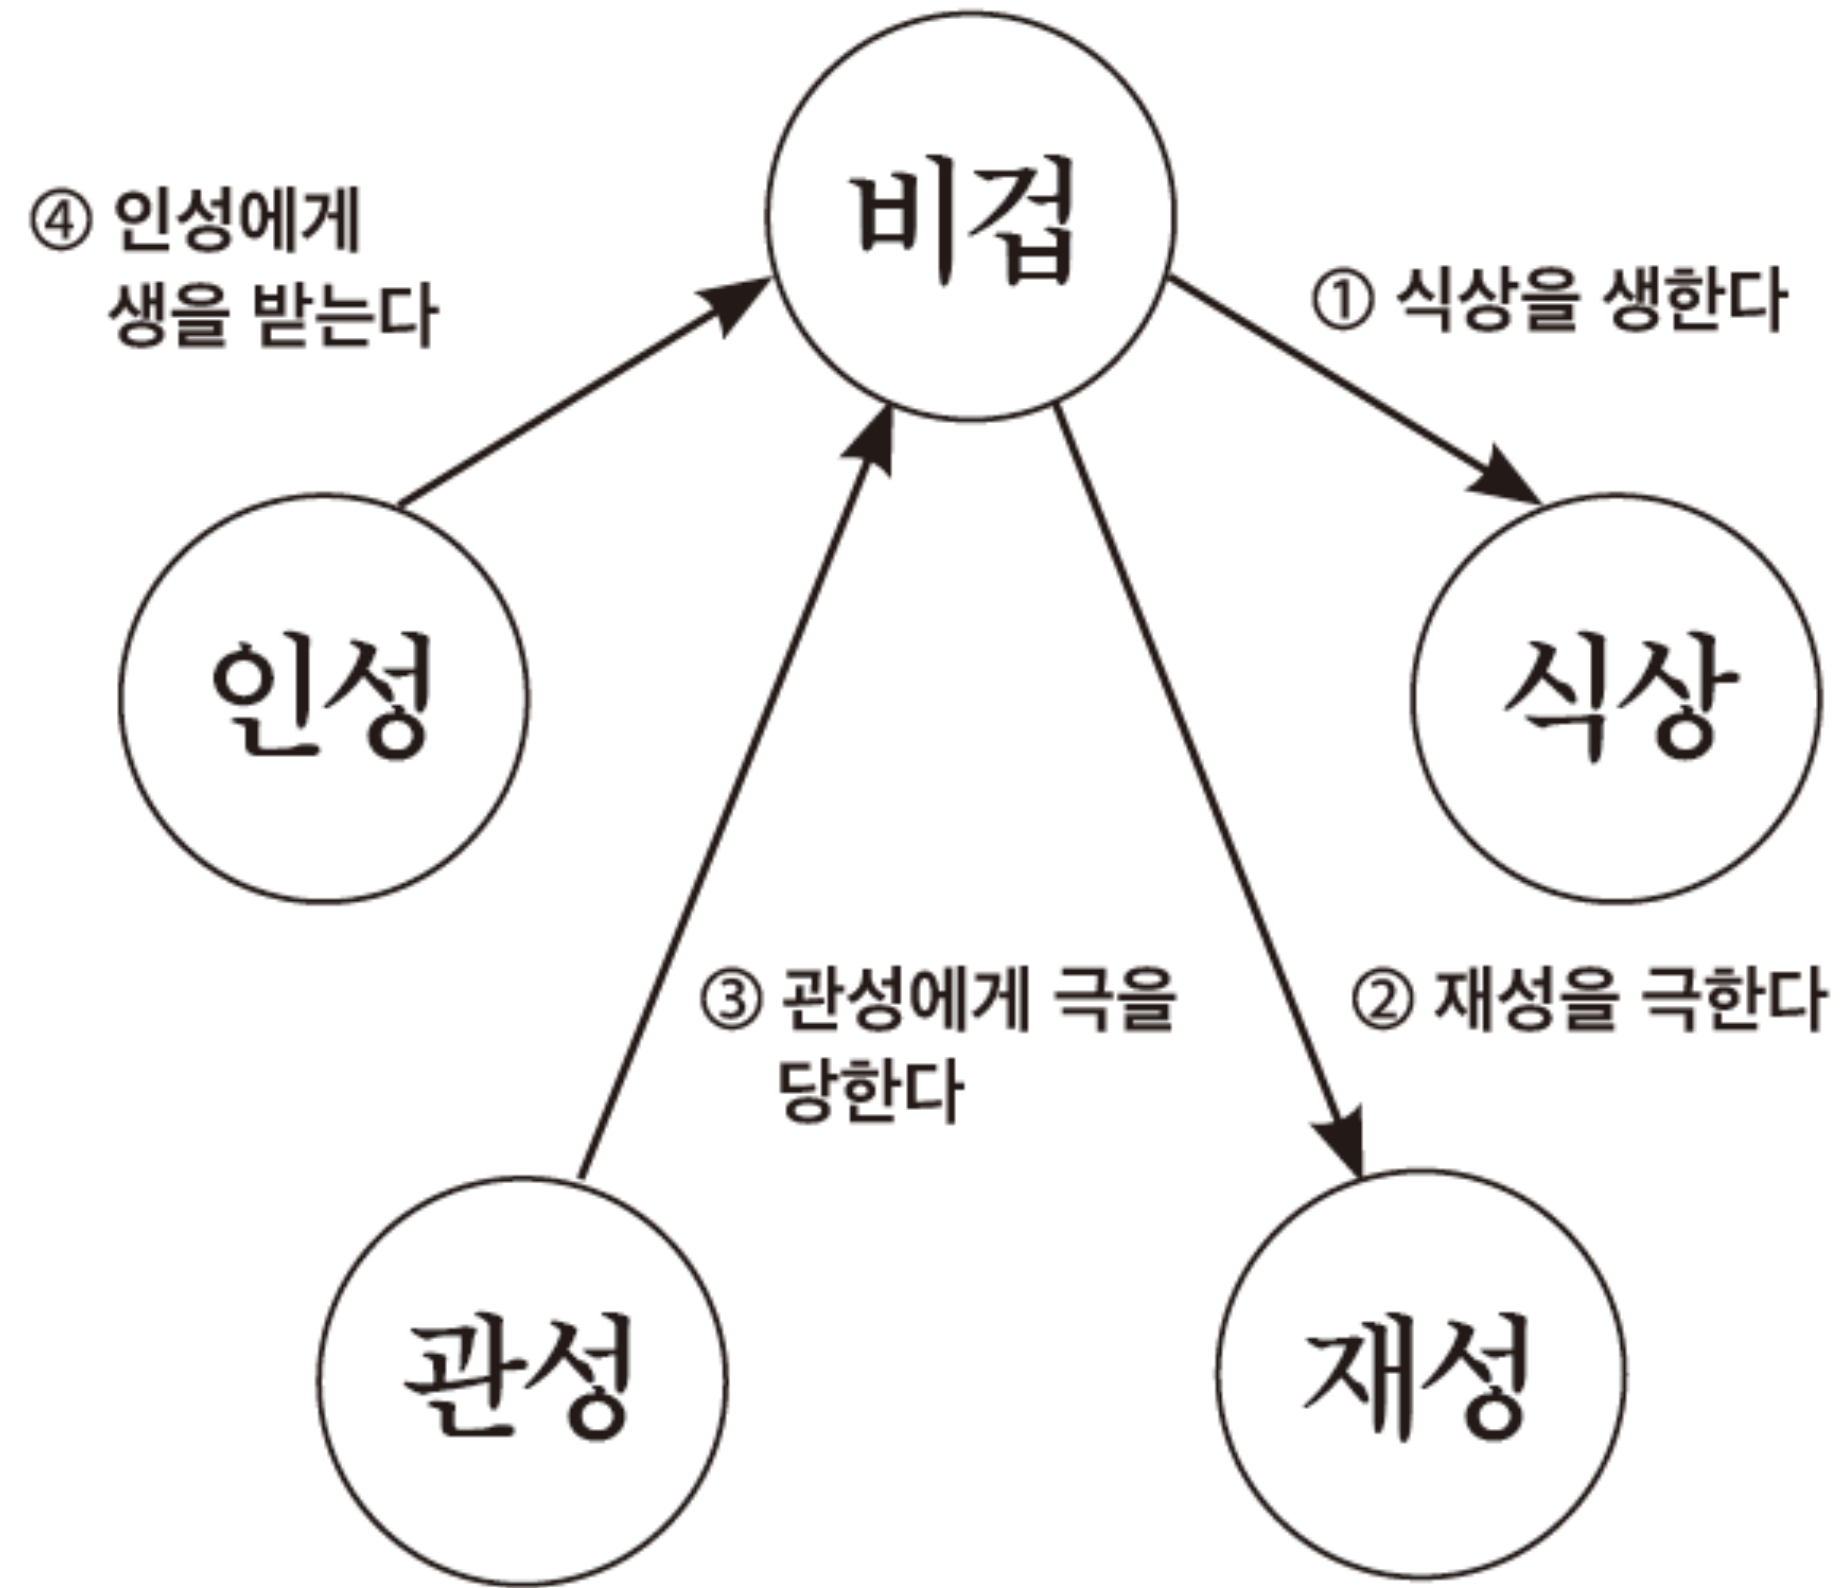 비겁
④ 인성에게
생을 받는다
① 식상을 생한다
인성
식상
③ 관성에게 극을
당한다
② 재성을 극한다
관성
재성